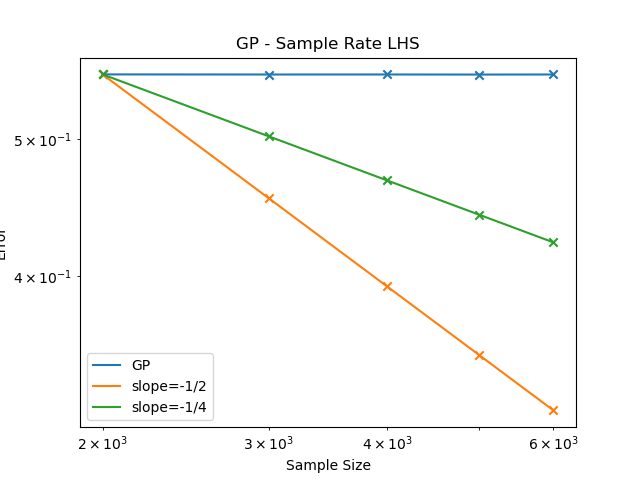 GP - Sample Rate LHS
5 × 10⁻¹
Error
4 × 10⁻¹
GP
slope=-1/2
slope=-1/4
2 × 10³
3 × 10³
4 × 10³
6 × 10³
Sample Size